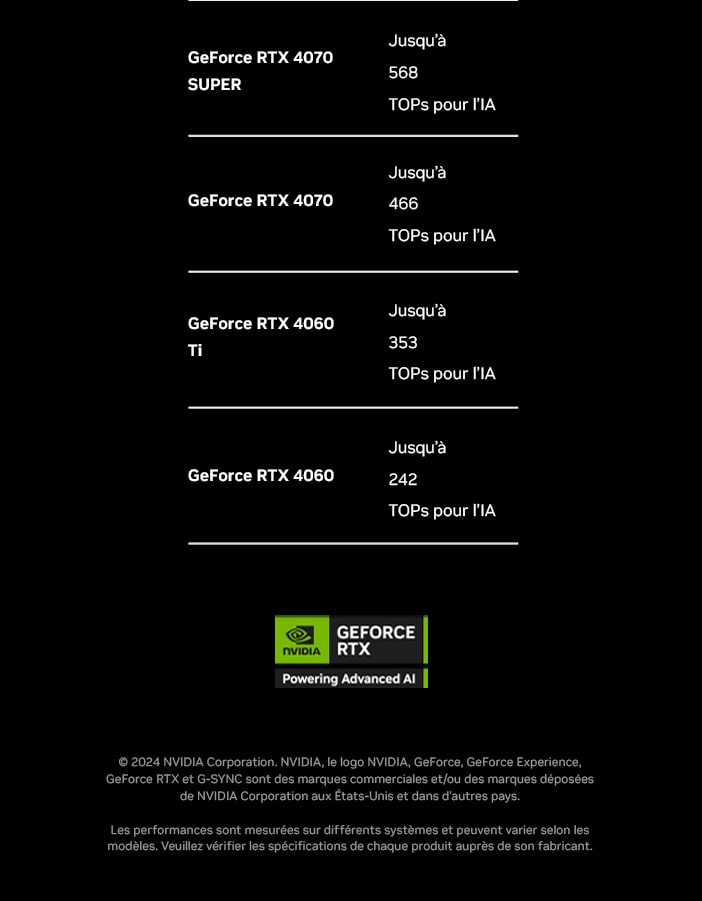 GeForce RTX 4070
SUPER
Jusqu'à
568
TOPs pour l'IA
GeForce RTX 4070
Jusqu'à
466
TOPs pour l'IA
GeForce RTX 4060
Ti
Jusqu'à
353
TOPs pour l'IA
GeForce RTX 4060
Jusqu'à
242
TOPs pour l'IA
NVIDIA
GEFORCE
RTX
Powering Advanced AI
© 2024 NVIDIA Corporation. NVIDIA, le logo NVIDIA, GeForce, GeForce Experience,
GeForce RTX et G-SYNC sont des marques commerciales et/ou des marques déposées
de NVIDIA Corporation aux États-Unis et dans d'autres pays.
Les performances sont mesurées sur différents systèmes et peuvent varier selon les
modèles. Veuillez vérifier les spécifications de chaque produit auprès de son fabricant.